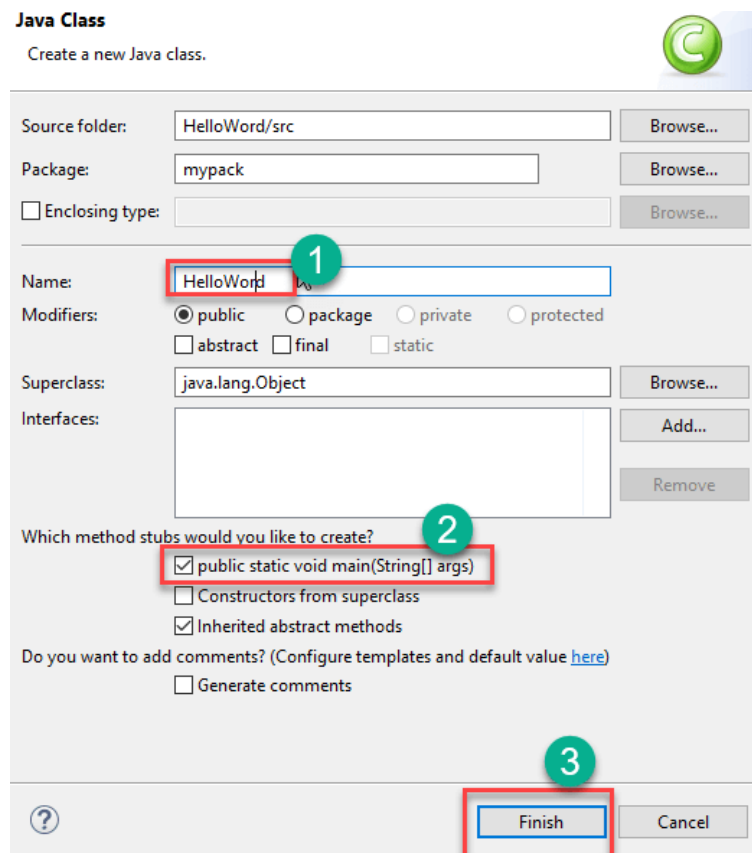 Java Class
Create a new Java class.
Source folder: HelloWord/src Browse...
Package: mypack Browse...
Enclosing type: Browse...
1
Name: HelloWord
Modifiers: public package private protected
abstract final static
Superclass: java.lang.Object Browse...
Interfaces: Add...
Remove
2
Which method stubs would you like to create?
public static void main(String[] args)
Constructors from superclass
Inherited abstract methods
Do you want to add comments? (Configure templates and default value here)
Generate comments
3
? Finish Cancel